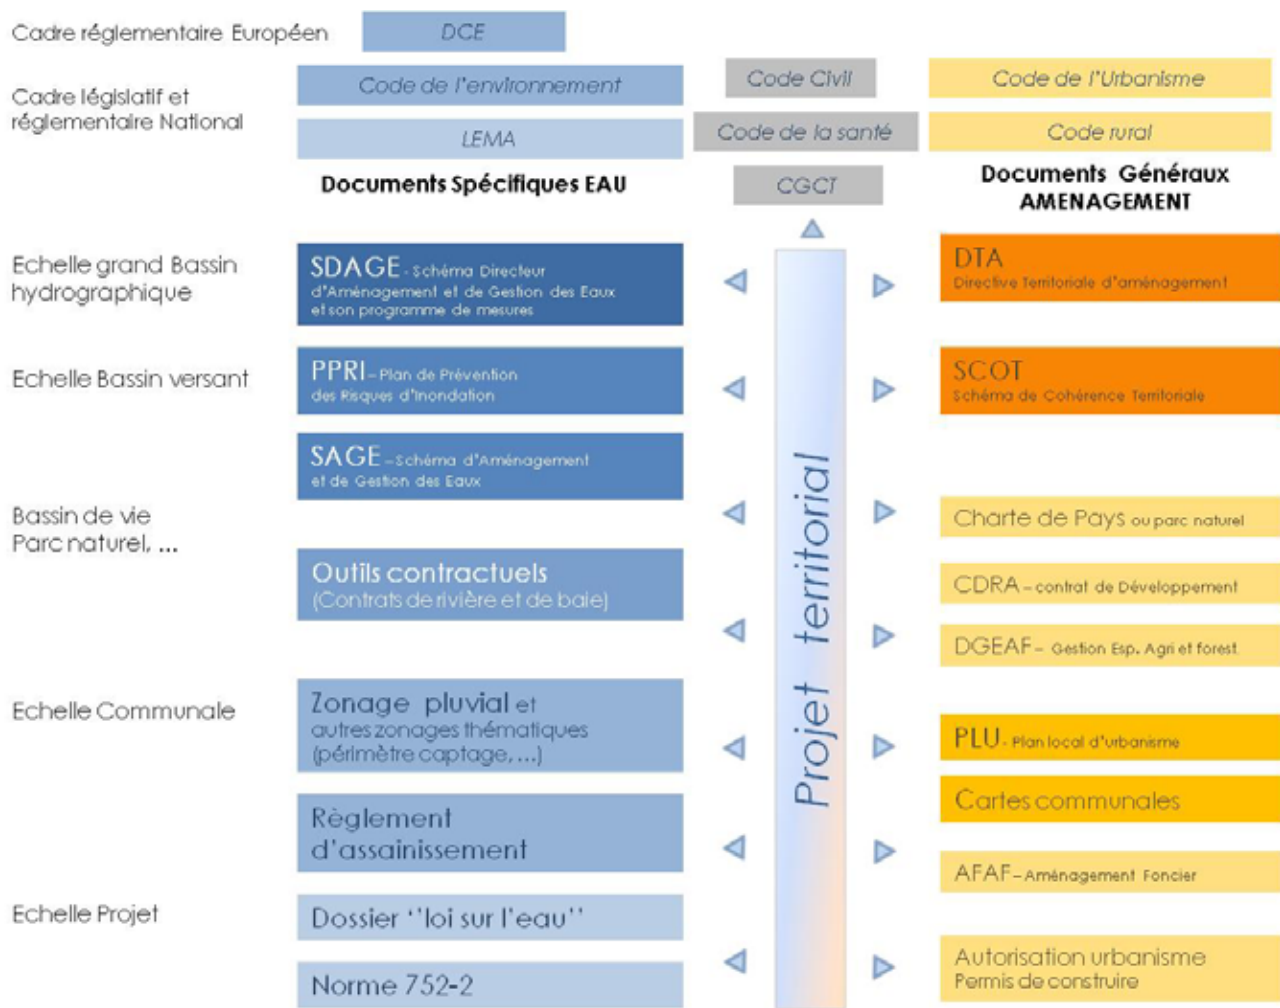 Cadre réglementaire Européen
DCE
Cadre législatif et
réglementaire National
Code de l'environnement
LEMA
Code Civil
Code de la santé
CGCT
Code de l'Urbanisme
Code rural
Documents Spécifiques EAU
Documents Généraux
AMENAGEMENT
Echelle grand Bassin
hydrographique
SDAGE - Schéma Directeur
d'Aménagement et de Gestion des Eaux
et son programme de mesures
DTA
Directive Territoriale d'aménagement
Echelle Bassin versant
PPRI – Plan de Prévention
des Risques d'Inondation
SCOT
Schéma de Cohérence Territoriale
SAGE – Schéma d'Aménagement
et de Gestion des Eaux
Bassin de vie
Parc naturel, ...
Charte de Pays ou parc naturel
Outils contractuels
(Contrats de rivière et de baie)
CDRA – contrat de Développement
DGEAF – Gestion Esp. Agri et forest.
Projet territorial
Echelle Communale
Zonage pluvial et
autres zonages thématiques
(périmètre captage, ...)
PLU - Plan local d'urbanisme
Cartes communales
Règlement
d'assainissement
AFAF – Aménagement Foncier
Echelle Projet
Dossier ''loi sur l'eau''
Norme 752-2
Autorisation urbanisme
Permis de construire